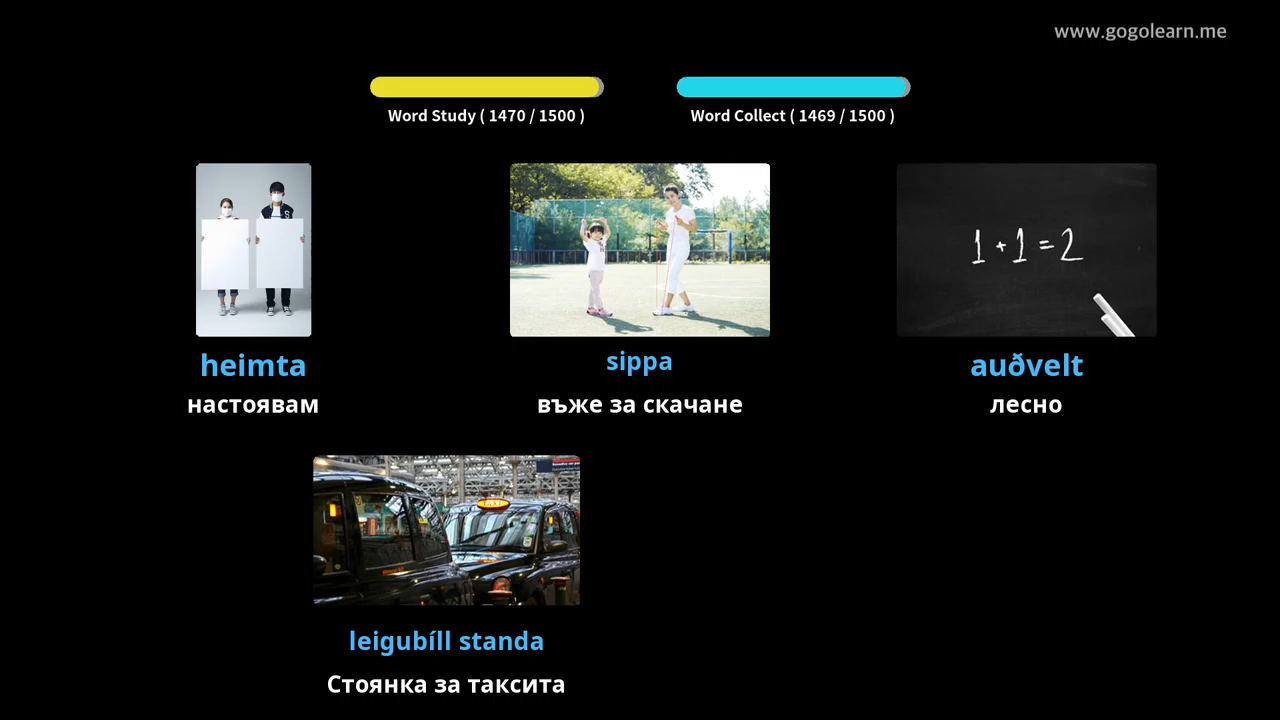 www.gogolearn.me
Word Study ( 1470 / 1500 )
Word Collect ( 1469 / 1500 )
1 + 1 = 2
heimta
sippa
auðvelt
настоявам
въже за скачане
лесно
TAXI
leigubíll standa
Стоянка за таксита